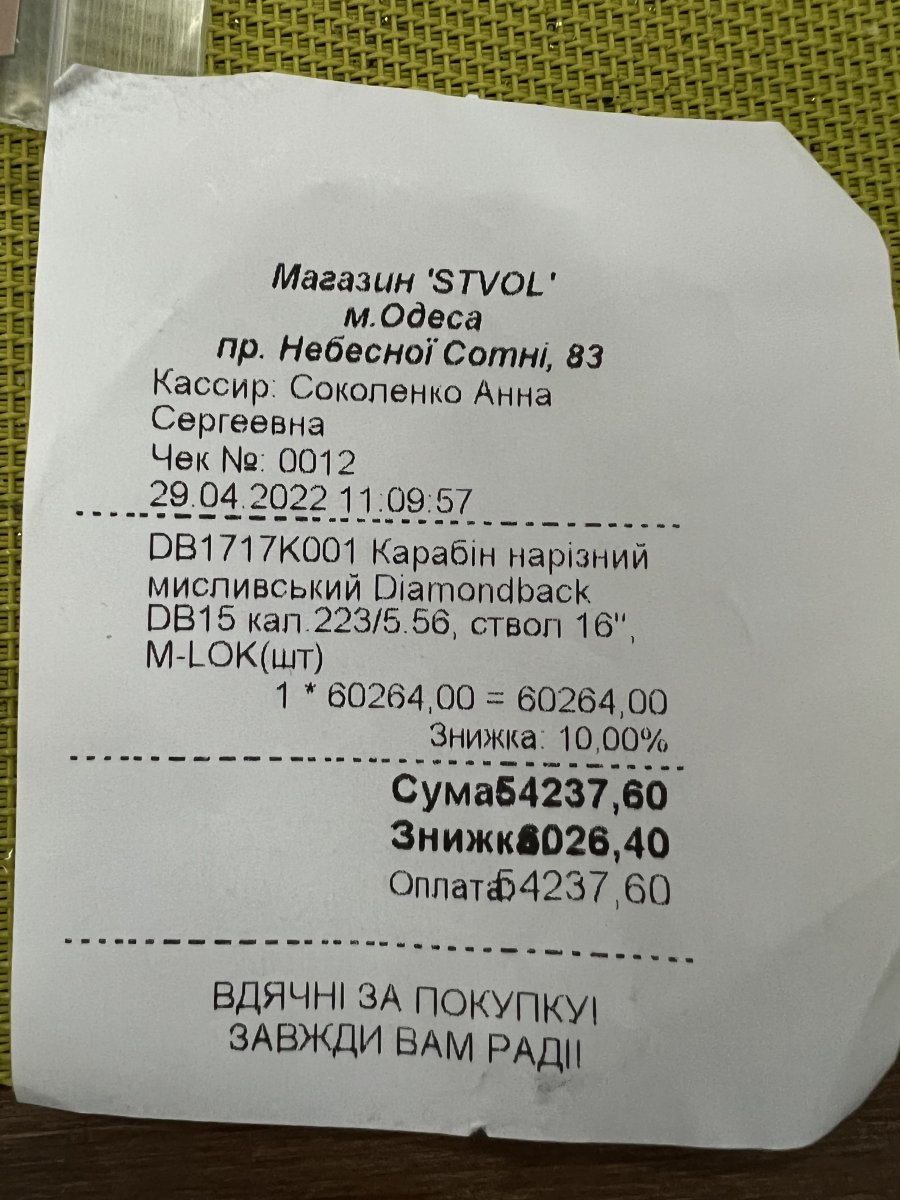 Магазин 'STVOL'
м.Одеса
пр. Небесної Сотні, 83
Кассир: Соколенко Анна
Сергеевна
Чек №: 0012
29.04.2022 11:09:57
DB1717K001 Карабін нарізний
мисливський Diamondback
DB15 кал.223/5.56, ствол 16",
M-LOK(шт)
1 * 60264,00 = 60264,00
Знижка: 10,00%
Сума54237,60
Знижка6026,40
Оплата54237,60
ВДЯЧНІ ЗА ПОКУПКУ!
ЗАВЖДИ ВАМ РАДІ!